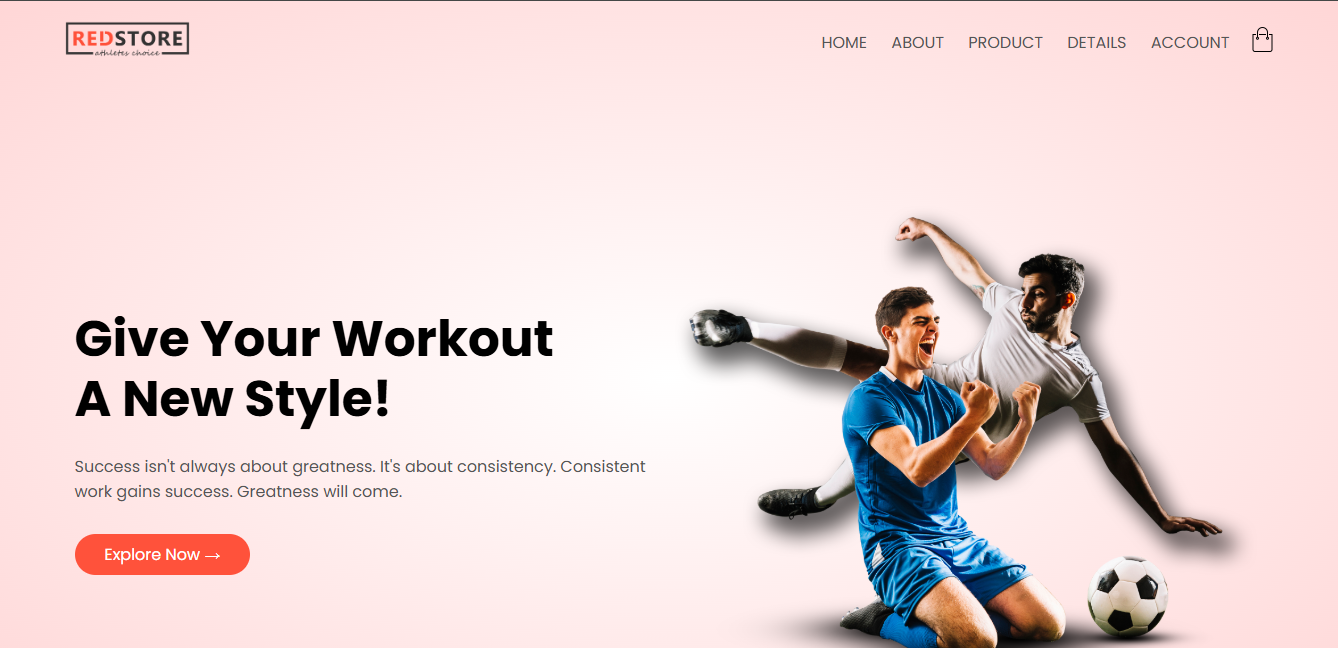 REDSTORE
athletes choice
HOME ABOUT PRODUCT DETAILS ACCOUNT
Give Your Workout
A New Style!
Success isn't always about greatness. It's about consistency. Consistent
work gains success. Greatness will come.
Explore Now →